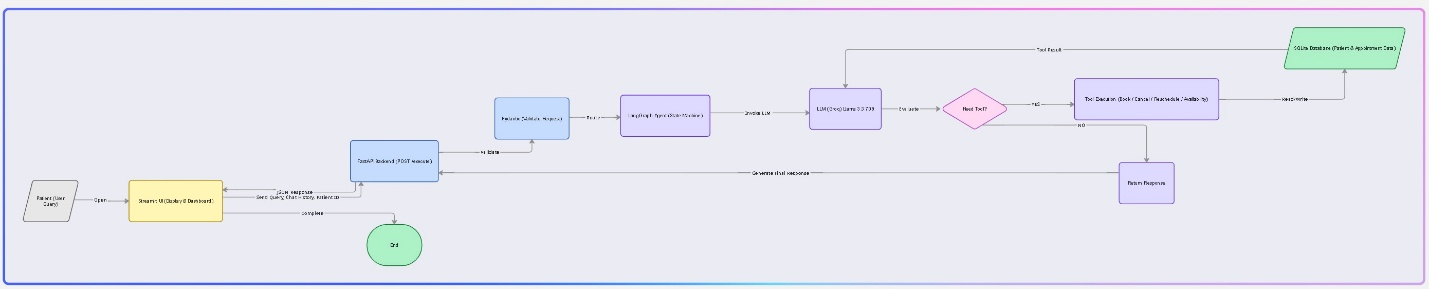 Tool Result
SQLite Database (Patient & Appointment Data)
LLM (Groq) Llama 3.3 70B
Evaluate
Need Tool?
YES
Tool Execution (Book / Cancel / Reschedule / Availability)
Read/Write
NO
Pydantic (Validate Request)
Route
LangGraph Agent (State Machine)
Invoke LLM
FastAPI Backend (POST /execute)
Validate
Generate Final Response
Return Response
Patient (User
Query)
Open
Streamlit UI (Display & Dashboard)
JSON Response
Send Query, Chat History, Patient ID
Complete
End